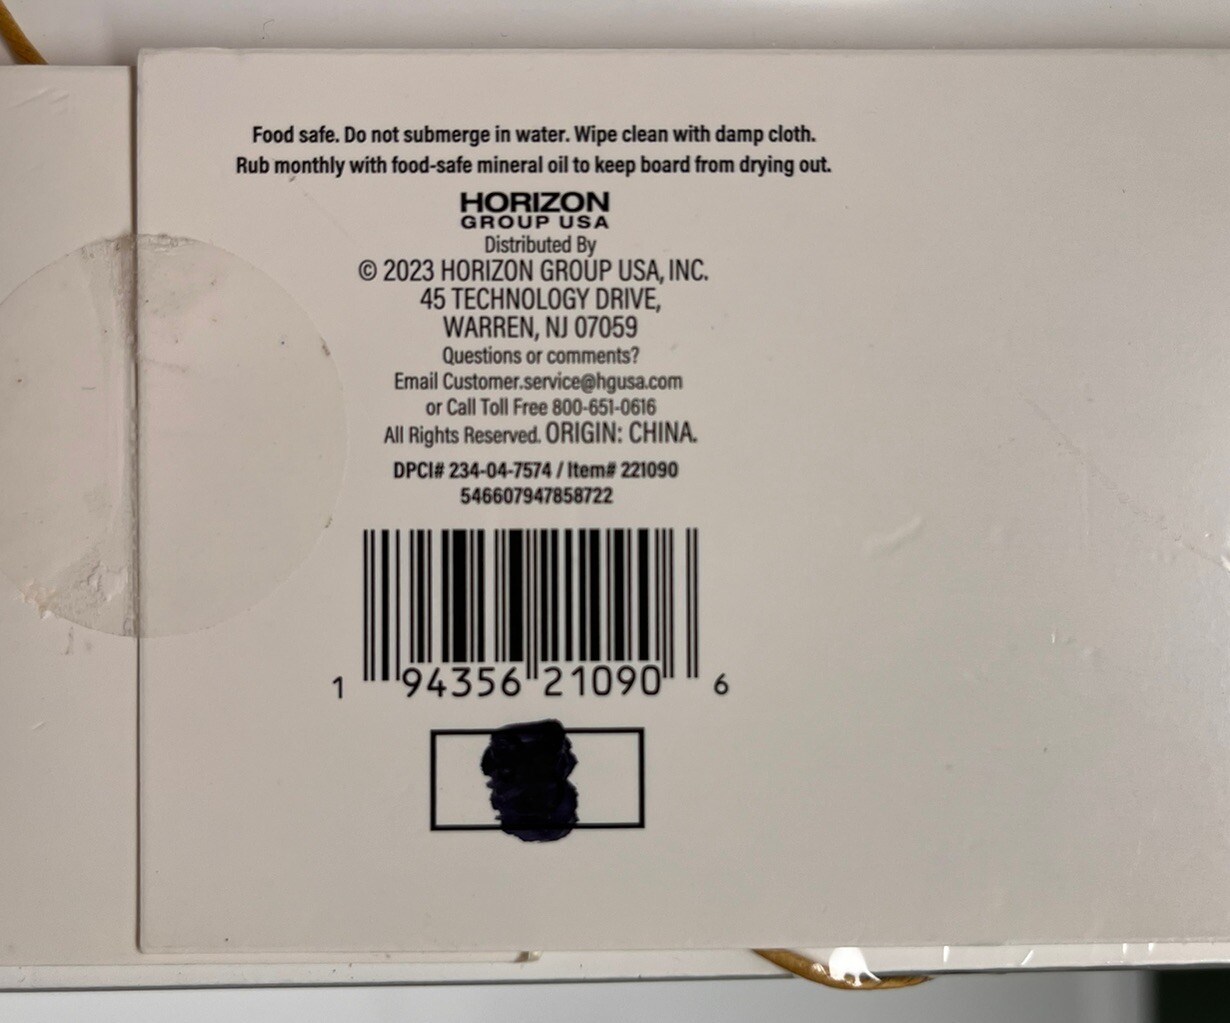 Food safe. Do not submerge in water. Wipe clean with damp cloth.
Rub monthly with food-safe mineral oil to keep board from drying out.
HORIZON
GROUP USA
Distributed By
© 2023 HORIZON GROUP USA, INC.
45 TECHNOLOGY DRIVE,
WARREN, NJ 07059
Questions or comments?
Email Customer.service@hgusa.com
or Call Toll Free 800-651-0616
All Rights Reserved. ORIGIN: CHINA.
DPCI# 234-04-7574 / Item# 221090
546607947858722
1 94356 21090 6